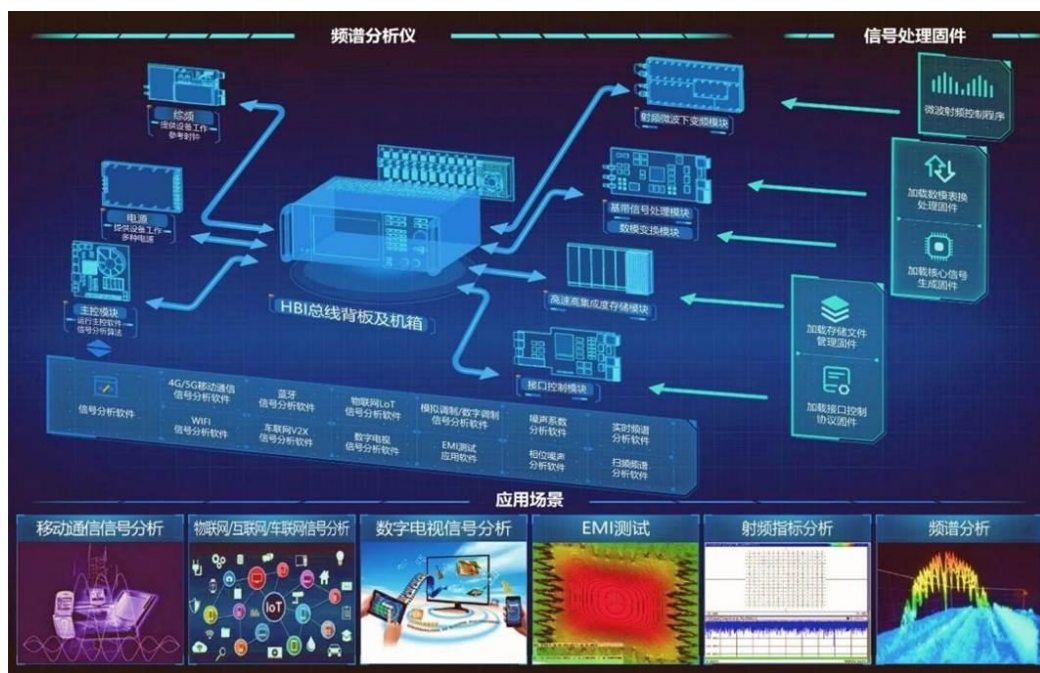 频谱分析仪
信号处理固件
综频
提供设备工作
参考时钟
电源
提供设备工作
多种电源
主控模块
运行主控软件
信号分析算法
HBI总线背板及机箱
射频微波下变频模块
基带信号处理模块
数模变换模块
高速高集成度存储模块
接口控制模块
微波射频控制程序
加载数模表换
处理固件
加载核心信号
生成固件
加载存储文件
管理固件
加载接口控制
协议固件
信号分析软件
4G/5G移动通信
信号分析软件
蓝牙
信号分析软件
物联网LoT
信号分析软件
模拟调制/数字调制
信号分析软件
噪声系数
分析软件
实时频谱
分析软件
WIFI
信号分析软件
车联网V2X
信号分析软件
数字电视
信号分析软件
EMI测试
应用软件
相位噪声
分析软件
扫频频谱
分析软件
应用场景
移动通信信号分析
物联网/互联网/车联网信号分析
数字电视信号分析
EMI测试
射频指标分析
频谱分析
IoT